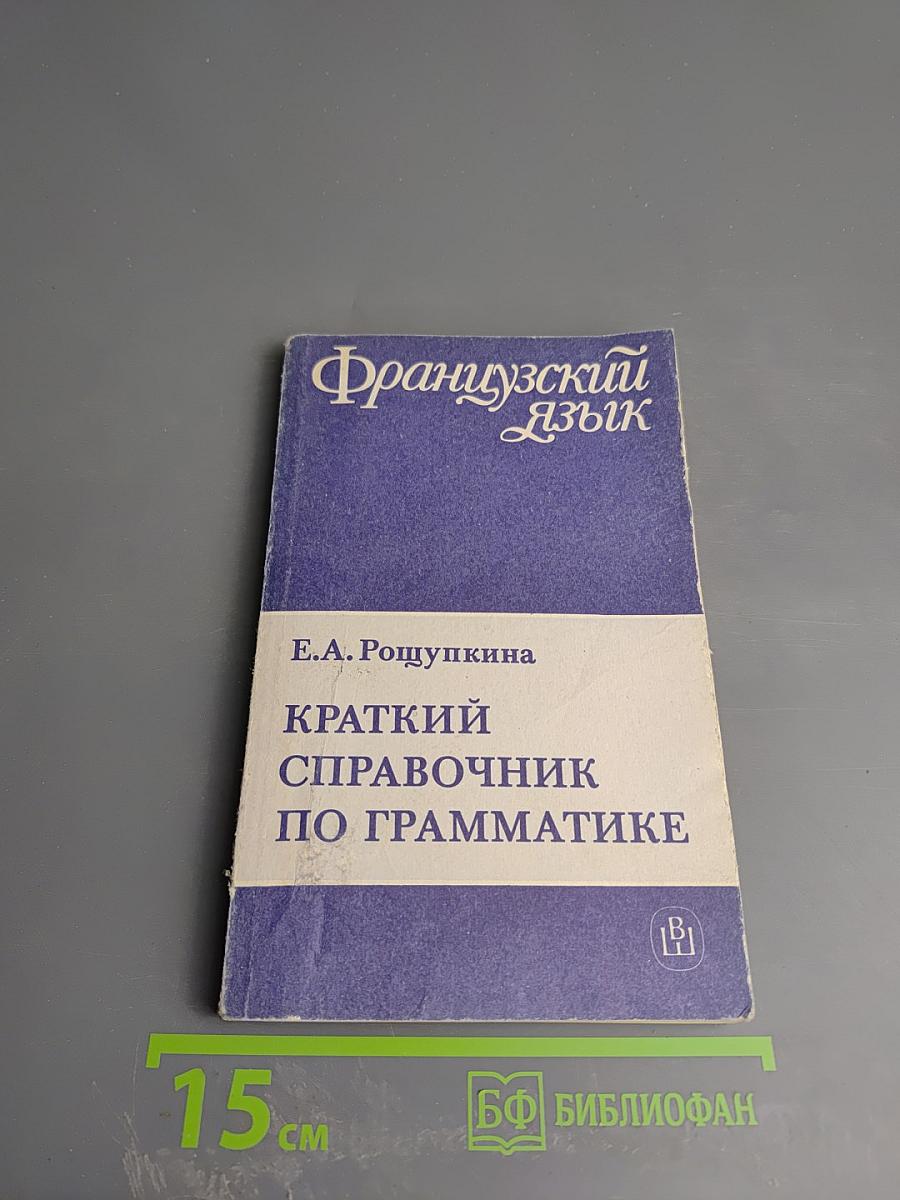 Французский
язык
Е.А. Рощупкина
КРАТКИЙ
СПРАВОЧНИК
ПО ГРАММАТИКЕ
ВШ
15 см
БФ БИБЛИОФАН